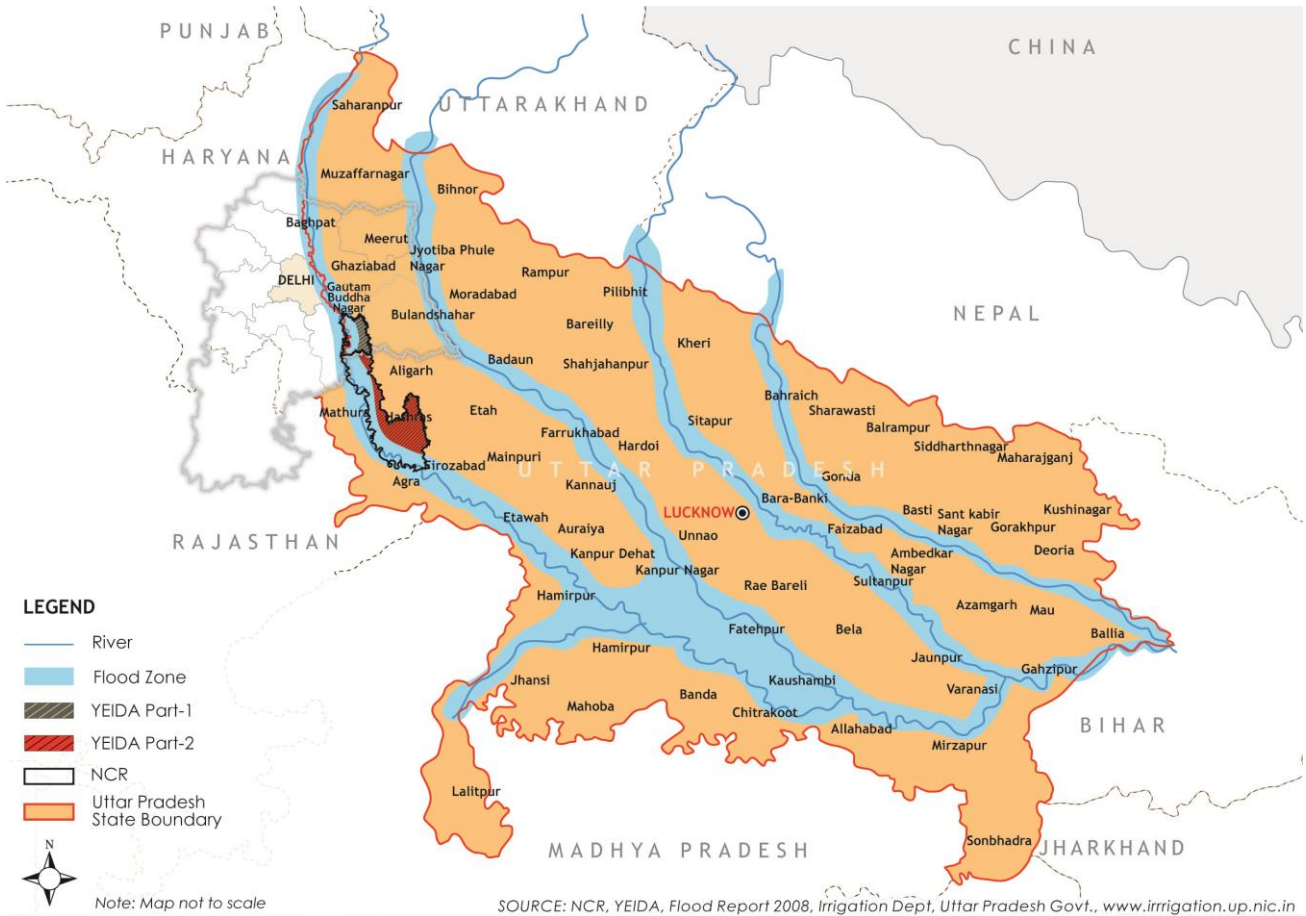 PUNJAB
CHINA
UTTARAKHAND
Saharanpur
HARYANA
Muzaffarnagar
Bihnor
Baghpat
Meerut
Jyotiba Phule
Nagar
Ghaziabad
DELHI
Rampur
Gautam
Buddha
Nagar
Moradabad
Pilibhit
Bulandshahar
NEPAL
Bareilly
Kheri
Badaun
Shahjahanpur
Aligarh
Bahraich
Mathura
Hathras
Etah
Sharawasti
Sitapur
Balrampur
Farrukhabad
Hardoi
Siddharthnagar
Maharajganj
Mainpuri
Firozabad
UTTAR PRADESH
Agra
Kannauj
Gonda
Bara-Banki
LUCKNOW
Etawah
Auraiya
Unnao
Faizabad
Basti
Sant kabir
Nagar
Kushinagar
Gorakhpur
RAJASTHAN
Kanpur Dehat
Kanpur Nagar
Ambedkar
Nagar
Deoria
Rae Bareli
Sultanpur
Hamirpur
Azamgarh
Mau
Fatehpur
Bela
Ballia
Hamirpur
Jaunpur
Gahzipur
Jhansi
Kaushambi
Varanasi
Banda
Mahoba
Chitrakoot
Allahabad
Mirzapur
BIHAR
Lalitpur
Sonbhadra
MADHYA PRADESH
JHARKHAND
LEGEND
River
Flood Zone
YEIDA Part-1
YEIDA Part-2
NCR
Uttar Pradesh
State Boundary
N
Note: Map not to scale
SOURCE: NCR, YEIDA, Flood Report 2008, Irrigation Dept, Uttar Pradesh Govt., www.irrrigation.up.nic.in